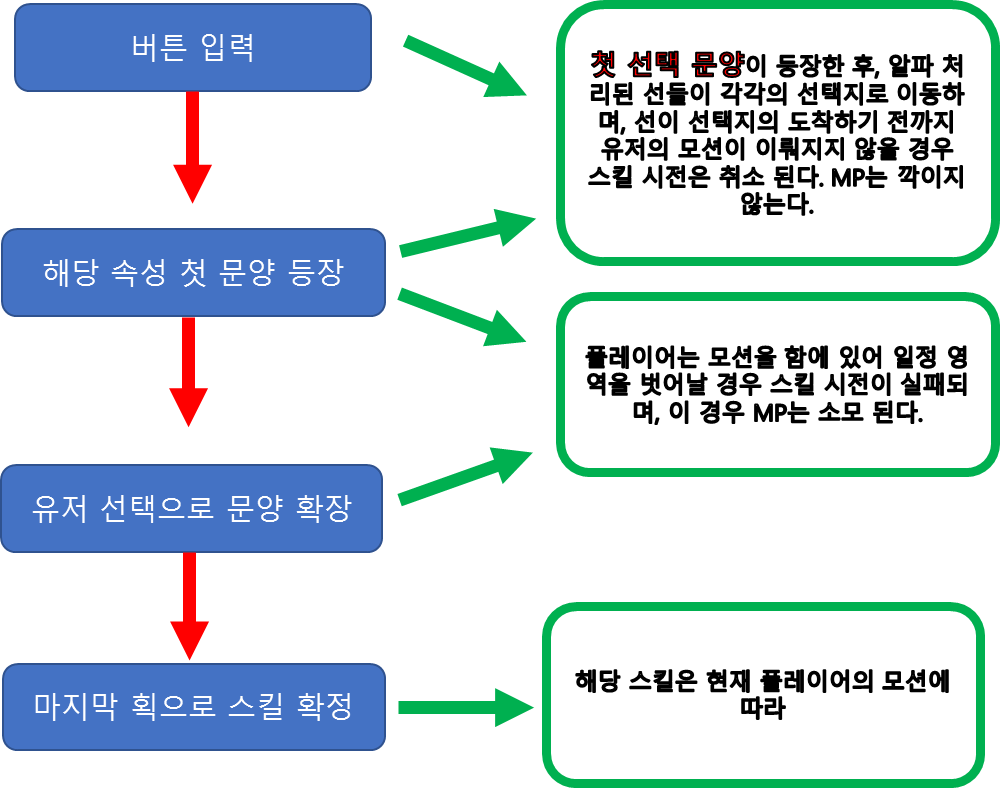 버튼 입력
첫 선택 문양이 등장한 후, 알파 처
리된 선들이 각각의 선택지로 이동하
며, 선이 선택지의 도착하기 전까지
유저의 모션이 이뤄지지 않을 경우
스킬 시전은 취소 된다. MP는 깍이지
않는다.
해당 속성 첫 문양 등장
플레이어는 모션을 함에 있어 일정 영
역을 벗어날 경우 스킬 시전이 실패되
며, 이 경우 MP는 소모 된다.
유저 선택으로 문양 확장
마지막 획으로 스킬 확정
해당 스킬은 현재 플레이어의 모션에
따라